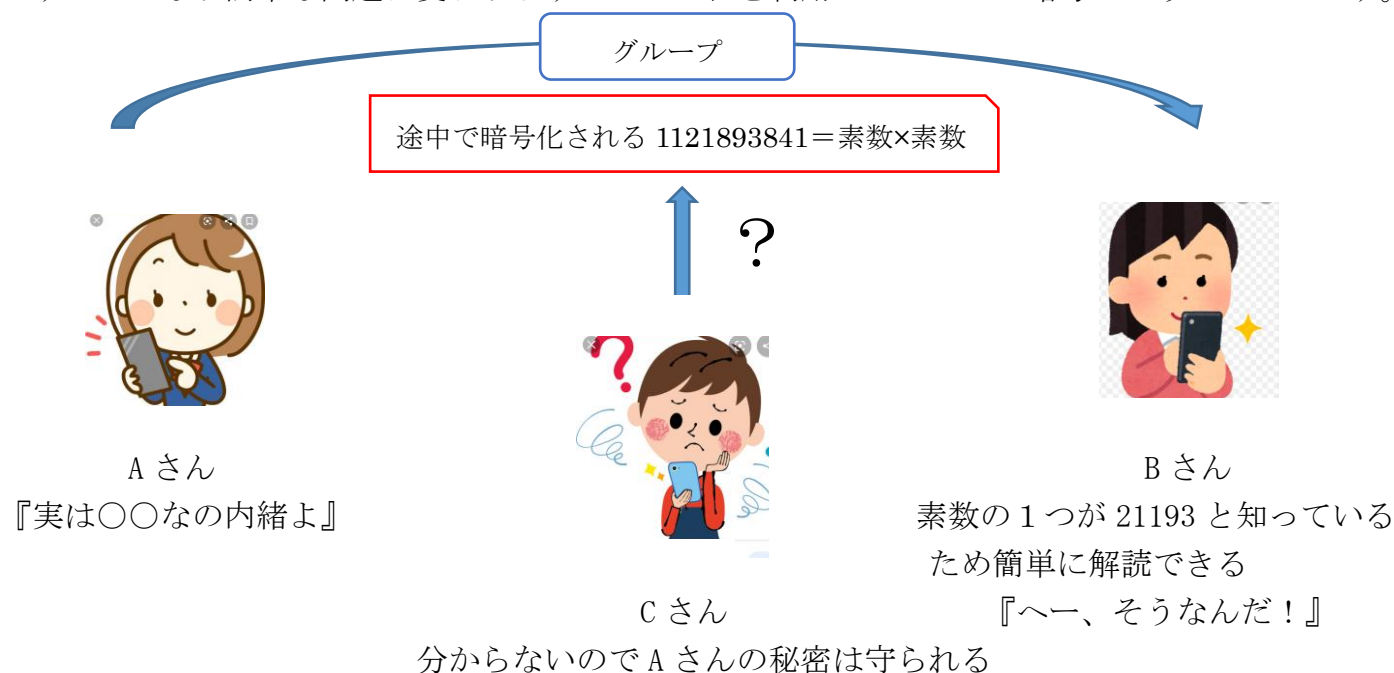 グループ
途中で暗号化される 1121893841＝素数×素数
？
A さん
『実は〇〇なの内緒よ』
B さん
素数の１つが 21193 と知っている
ため簡単に解読できる
『へー、そうなんだ！』
C さん
分からないので A さんの秘密は守られる